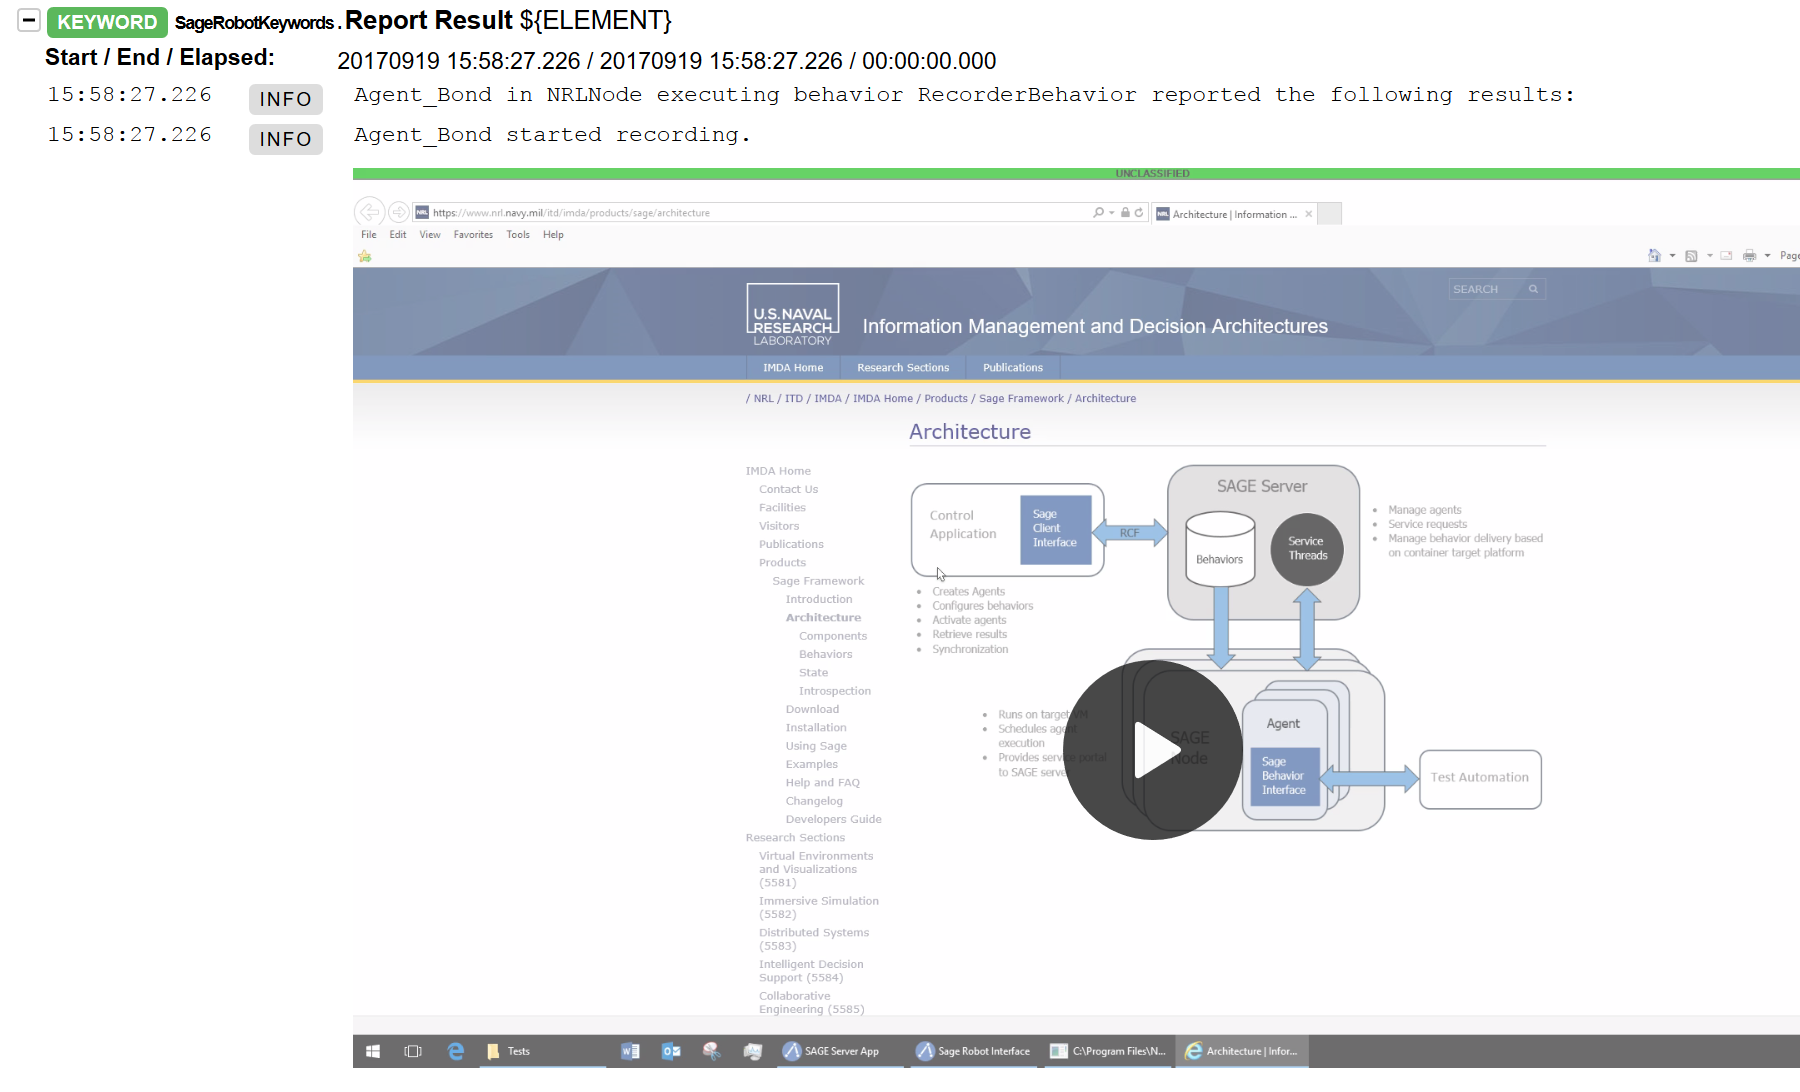 KEYWORD SageRobotKeywords.Report Result ${ELEMENT}
Start / End / Elapsed: 20170919 15:58:27.226 / 20170919 15:58:27.226 / 00:00:00.000
15:58:27.226 INFO Agent_Bond in NRLNode executing behavior RecorderBehavior reported the following results:
15:58:27.226 INFO Agent_Bond started recording.
UNCLASSIFIED
NRL https://www.nrl.navy.mil/itd/imda/products/sage/architecture
NRL Architecture | Information ...
File Edit View Favorites Tools Help
Page
U.S. NAVAL
RESEARCH
LABORATORY
Information Management and Decision Architectures
SEARCH
IMDA Home Research Sections Publications
/ NRL / ITD / IMDA / IMDA Home / Products / Sage Framework / Architecture
Architecture
IMDA Home
Contact Us
Facilities
Visitors
Publications
Products
Sage Framework
Introduction
Architecture
Components
Behaviors
State
Introspection
Download
Installation
Using Sage
Examples
Help and FAQ
Changelog
Developers Guide
Research Sections
Virtual Environments
and Visualizations
(5581)
Immersive Simulation
(5582)
Distributed Systems
(5583)
Intelligent Decision
Support (5584)
Collaborative
Engineering (5585)
Control
Application
Sage
Client
Interface
RCF
SAGE Server
Behaviors
Service
Threads
• Manage agents
• Service requests
• Manage behavior delivery based
on container target platform
• Creates Agents
• Configures behaviors
• Activate agents
• Retrieve results
• Synchronization
• Runs on target VM
• Schedules agent
execution
• Provides service portal
to SAGE server
SAGE
Node
Agent
Sage
Behavior
Interface
Test Automation
Tests
SAGE Server App
Sage Robot Interface
C:\Program Files\N...
Architecture | Infor...